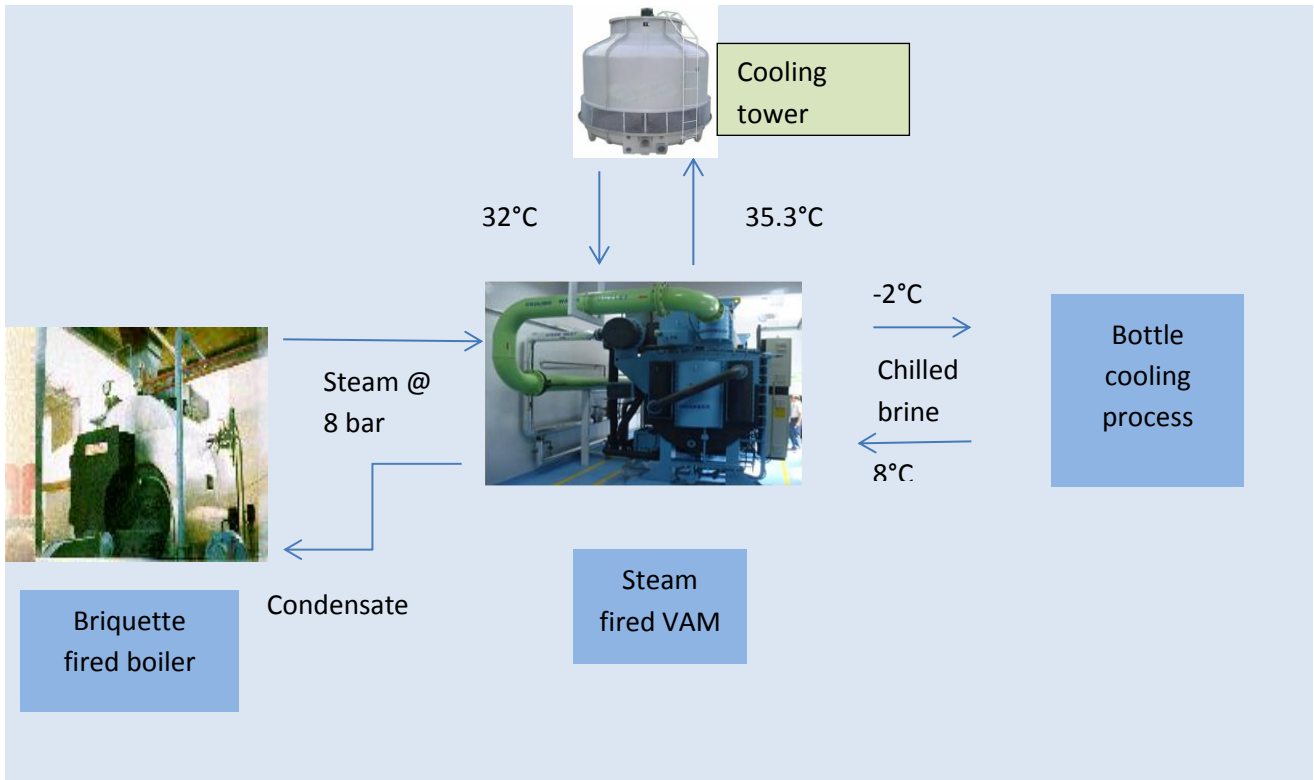 Cooling
tower
32°C
35.3°C
-2°C
Chilled
brine
8°C
Bottle
cooling
process
Steam @
8 bar
Condensate
Steam
fired VAM
Briquette
fired boiler